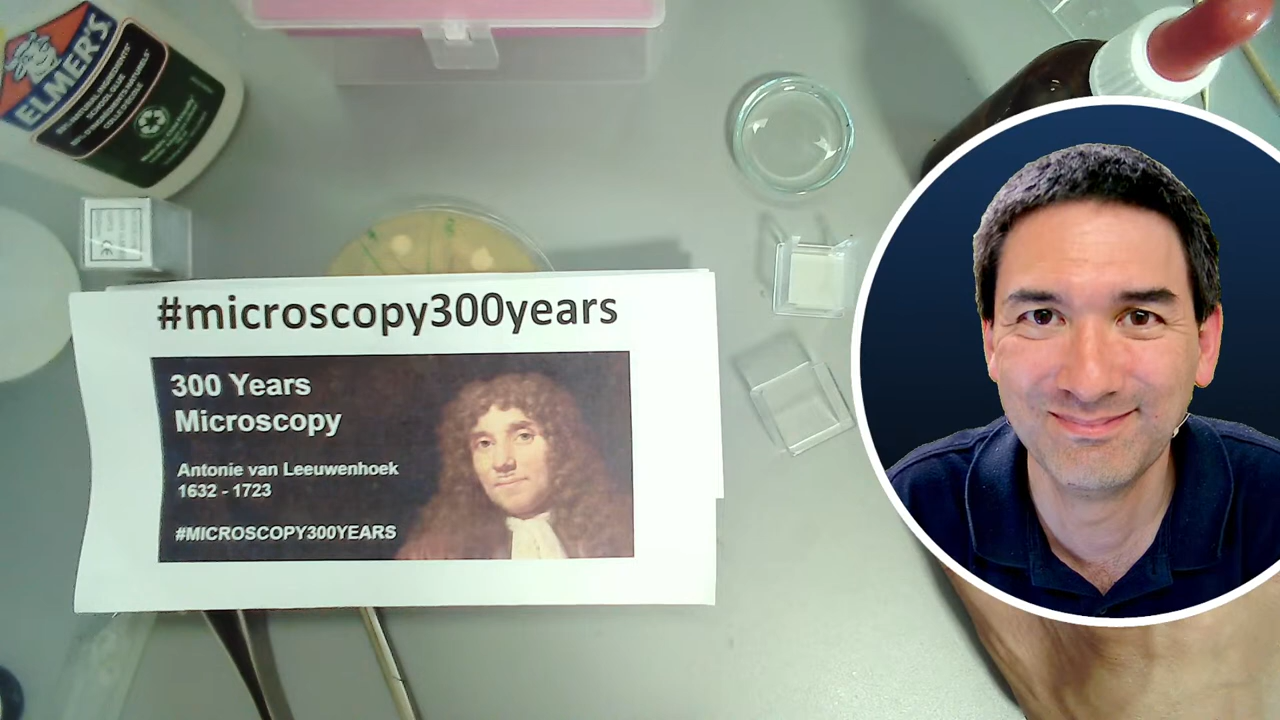 ELMER'S
#microscopy300years
300 Years
Microscopy
Antonie van Leeuwenhoek
1632 - 1723
#MICROSCOPY300YEARS